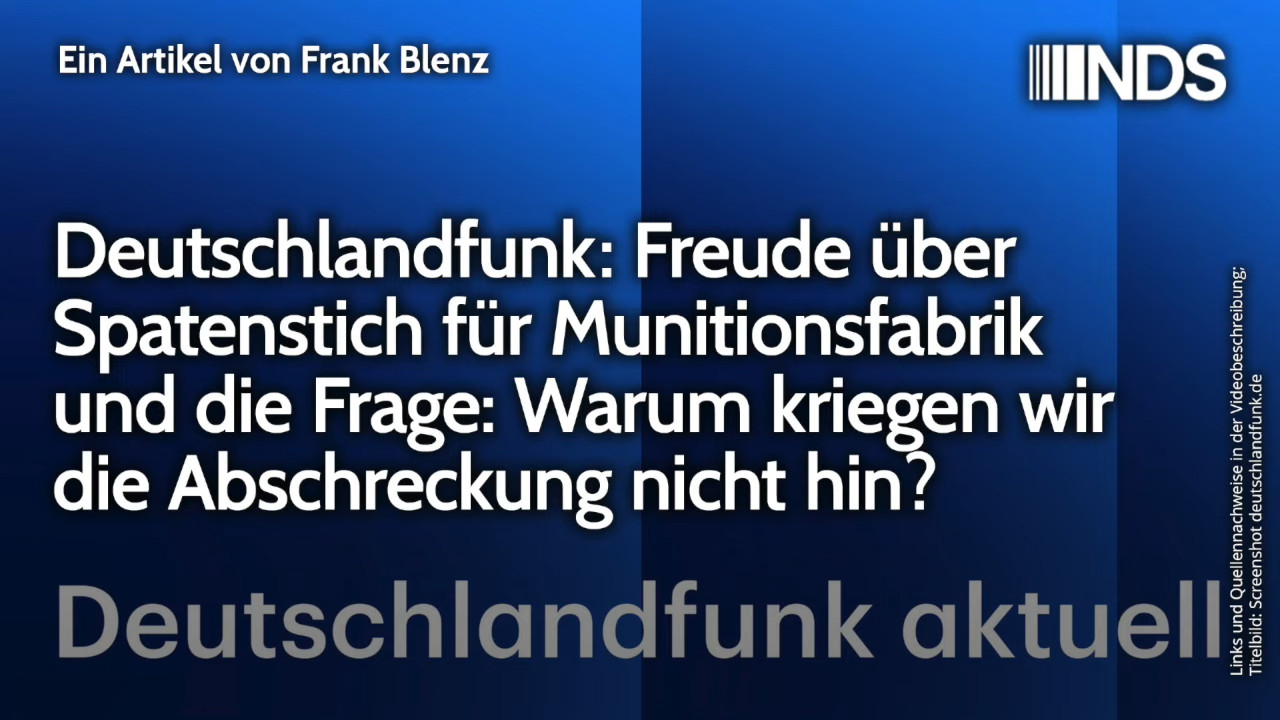 Ein Artikel von Frank Blenz
NDS
Deutschlandfunk: Freude über
Spatenstich für Munitionsfabrik
und die Frage: Warum kriegen wir
die Abschreckung nicht hin?
Deutschlandfunk aktuell
Links und Quellennachweise in der Videobeschreibung;
Titelbild: Screenshot deutschlandfunk.de